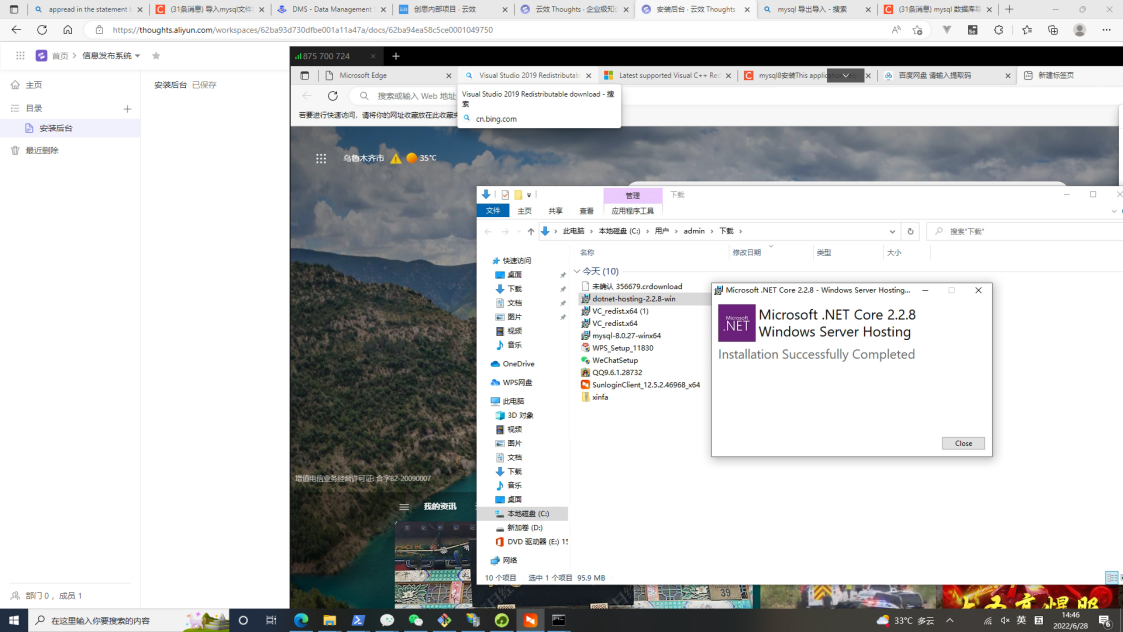 append in the statement i
(31条消息) 导入.mysql(文件
DMS - Data Management S
创思内部项目 - 云效
云效 Thoughts · 企业级知
安装后台 · 云效 Thoughts
mysql 导出导入 - 搜索
(31条消息) mysql 数据库
https://thoughts.aliyun.com/workspaces/62ba93d730dfbe001a11a47a/docs/62ba94ea58c5ce0001049750
首页 > 信息发布系统
主页
目录
安装后台
最近删除
安装后台 已保存
875 700 724
Microsoft Edge
Visual Studio 2019 Redistributab
Latest supported Visual C++ Re
mysql8安装This applica
百度网盘 请输入提取码
新建标签页
搜索或输入 Web 地址
Visual Studio 2019 Redistributable download - 搜
索
cn.bing.com
若要进行快速访问，请将你的收藏夹放在此收藏夹
乌鲁木齐市
35°C
管理
下载
文件
主页
共享
查看
应用程序工具
此电脑 > 本地磁盘 (C:) > 用户 > admin > 下载 >
搜索"下载"
名称
修改日期
类型
大小
快速访问
桌面
下载
文档
图片
视频
音乐
OneDrive
WPS网盘
此电脑
3D 对象
视频
图片
文档
下载
音乐
桌面
本地磁盘 (C:)
新加卷 (D:)
DVD 驱动器 (E:) 15
网络
今天 (10)
未确认 356679.crdownload
dotnet-hosting-2.2.8-win
VC_redist.x64 (1)
VC_redist.x64
mysql-8.0.27-winx64
WPS_Setup_11830
WeChatSetup
QQ9.6.1.28732
SunloginClient_12.5.2.46968_x64
xinfa
Microsoft .NET Core 2.2.8 - Windows Server Hosting...
Microsoft
.NET
Microsoft .NET Core 2.2.8
Windows Server Hosting
Installation Successfully Completed
Close
增值电信业务经营许可证: 合字B2-20090007
我的资讯
10 个项目
选中 1 个项目 95.9 MB
39
部门 0 ，成员 1
在这里输入你要搜索的内容
33°C 多云
英
14:46
2022/6/28
6